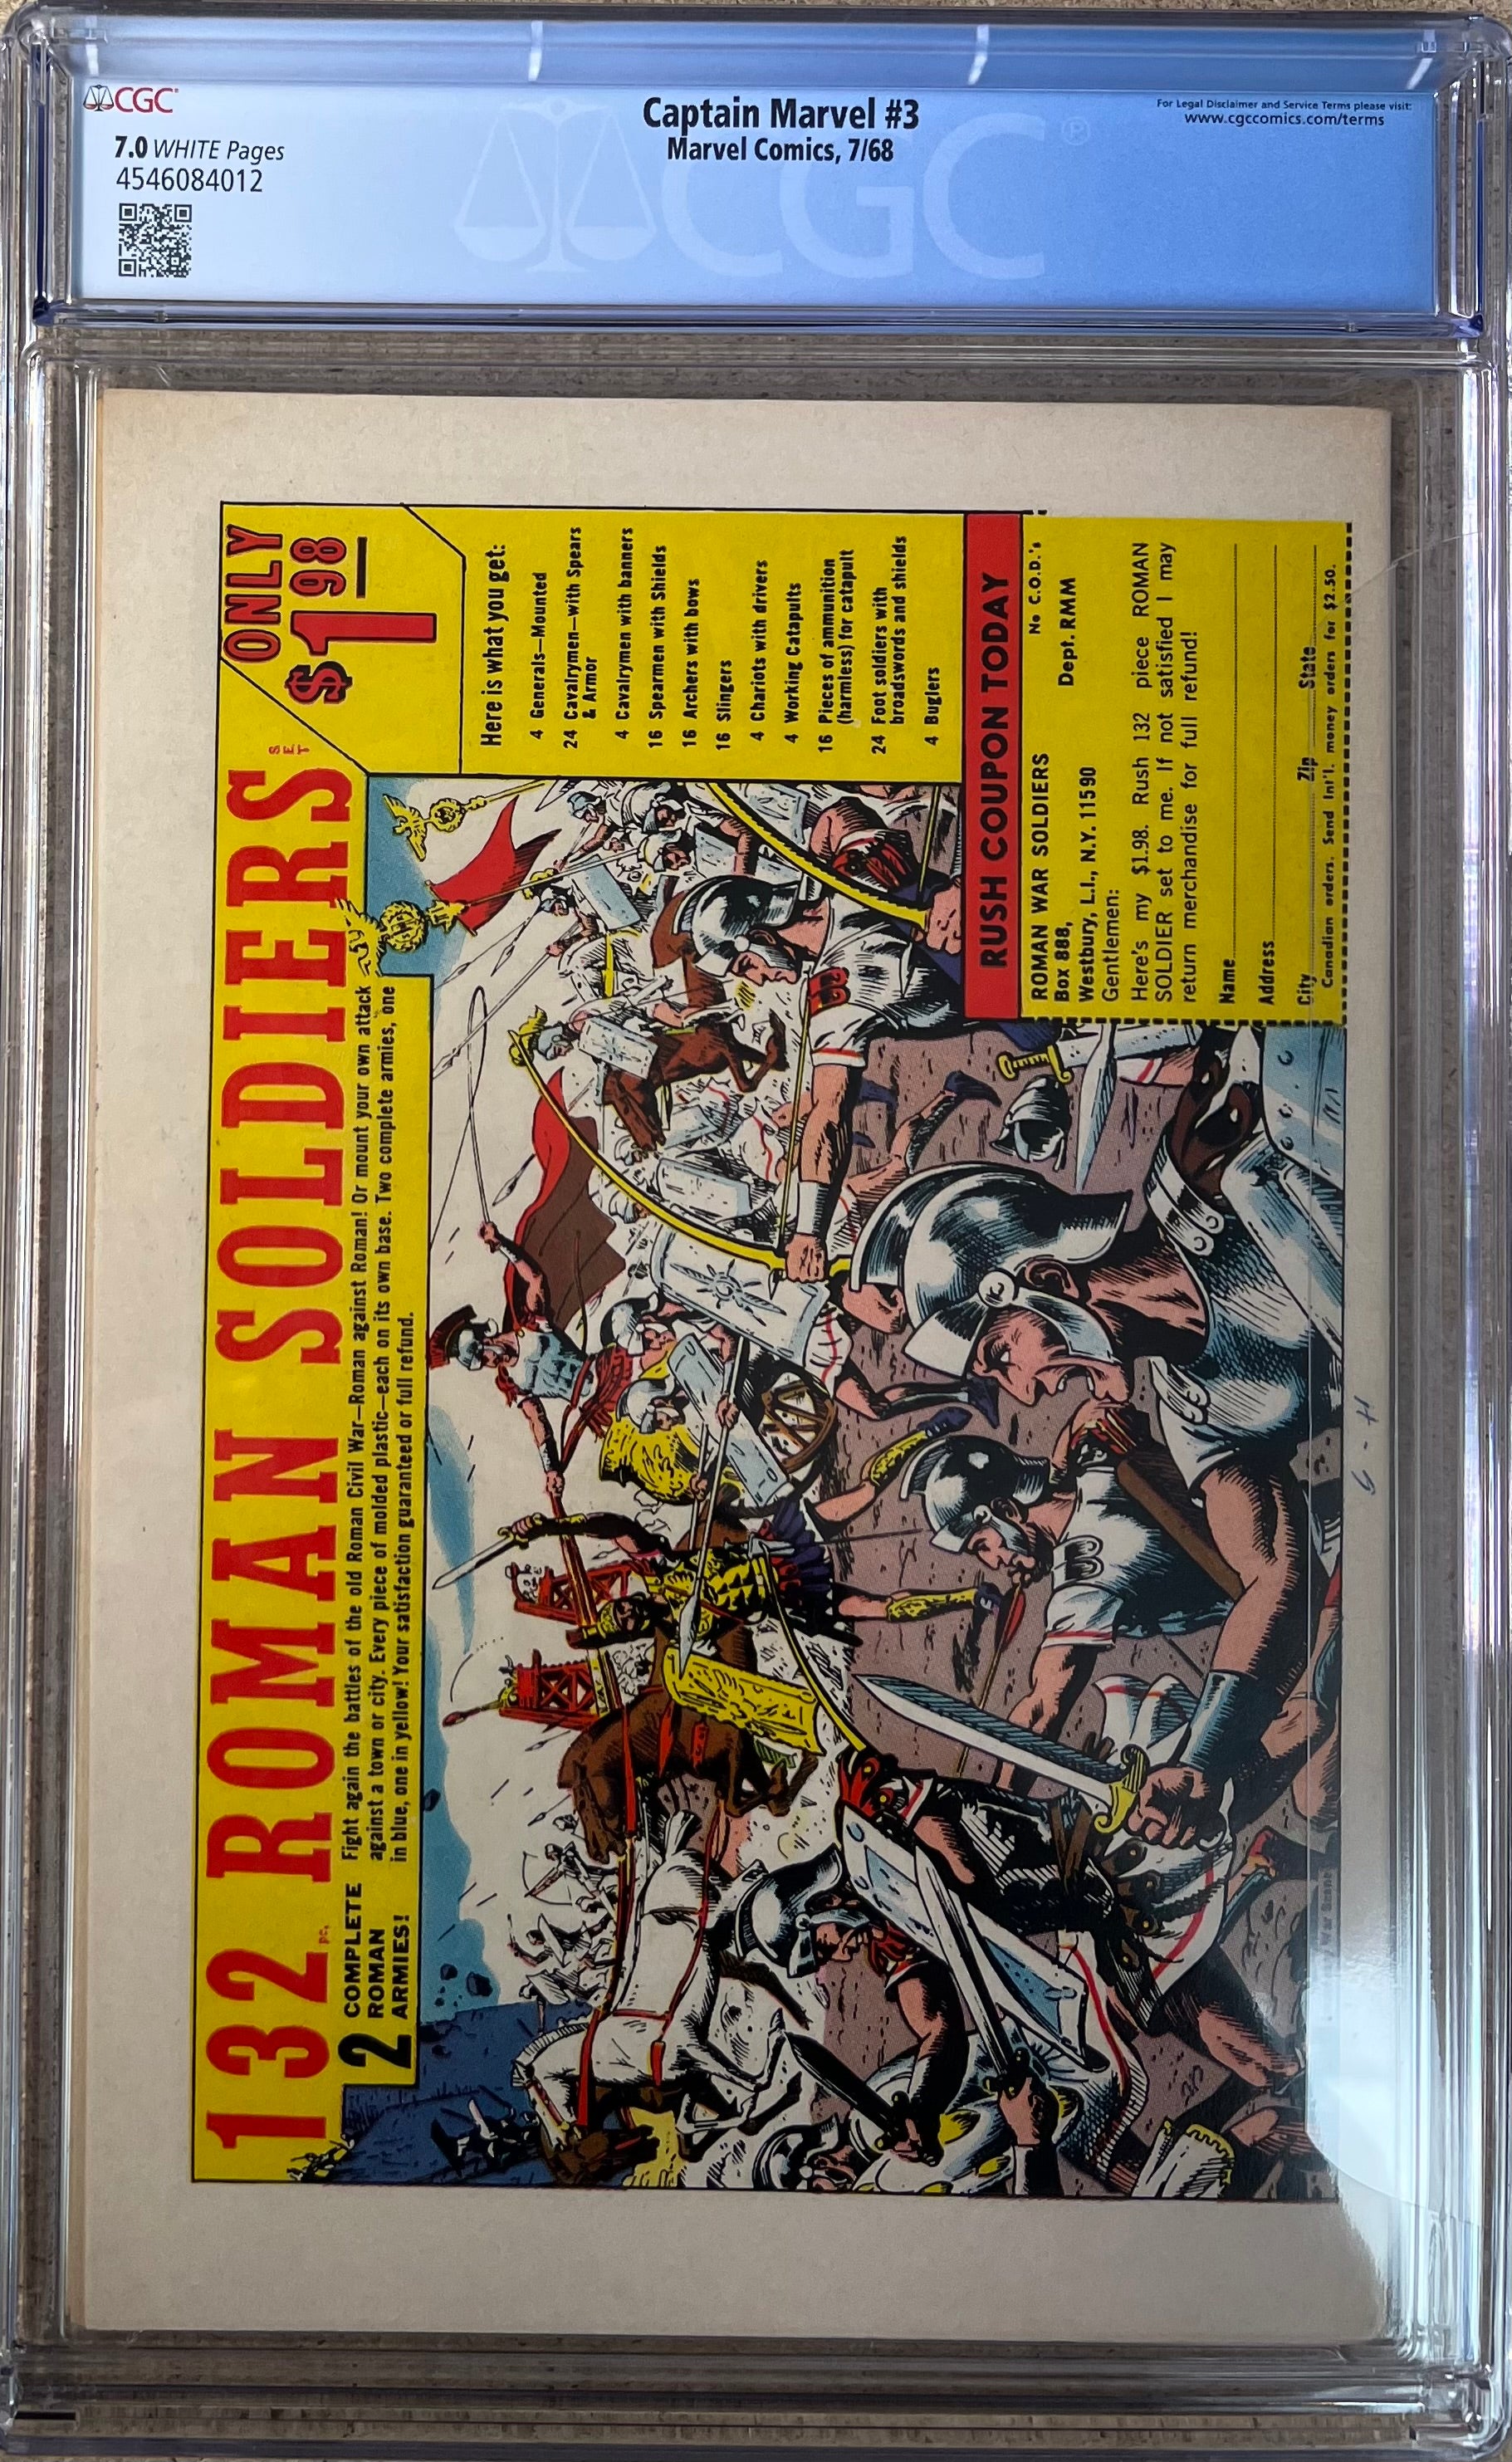 CGC
7.0 WHITE Pages
4546084012
Captain Marvel #3
Marvel Comics, 7/68
For Legal Disclaimer and Service Terms please visit:
www.cgccomics.com/terms
CGC
132 pc. ROMAN SOLDIERS SET
ONLY
$1 98
2 COMPLETE
ROMAN
ARMIES!
Fight again the battles of the old Roman Civil War—Roman against Roman! Or mount your own attack
against a town or city. Every piece of molded plastic—each on its own base. Two complete armies, one
in blue, one in yellow! Your satisfaction guaranteed or full refund.
Here is what you get:
4 Generals—Mounted
24 Cavalrymen—with Spears
& Armor
4 Cavalrymen with banners
16 Spearmen with Shields
16 Archers with bows
16 Slingers
4 Chariots with drivers
4 Working Catapults
16 Pieces of ammunition
(harmless) for catapult
24 Foot soldiers with
broadswords and shields
4 Buglers
RUSH COUPON TODAY
No C.O.D.'s
ROMAN WAR SOLDIERS
Box 888, Dept. RMM
Westbury, L.I., N.Y. 11590
Gentlemen:
Here's my $1.98. Rush 132 piece ROMAN
SOLDIER set to me. If not satisfied I may
return merchandise for full refund!
Name
Address
City Zip State
Canadian orders. Send Int'l. money orders for $2.50.